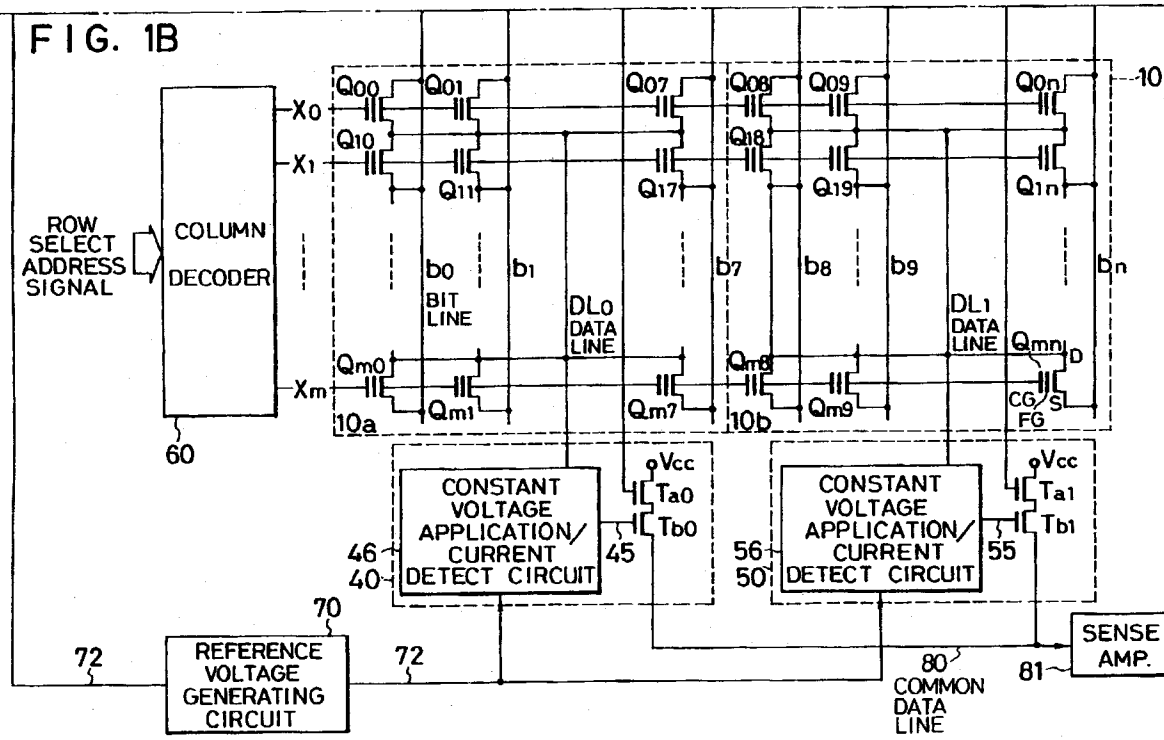 FIG. 1B
10
Q00 Q01 Q07 Q08 Q09 Q0n
X0
Q10 Q18
X1
Q11 Q17 Q19 Q1n
ROW
SELECT
ADDRESS
SIGNAL
COLUMN
DECODER
b0 b1 b7 b8 b9 bn
BIT
LINE
DL0
DATA
LINE
DL1
DATA
LINE
Qm0 Qm8 Qmn D
Xm
Qm1 Qm7 Qm9 CG S
FG
10a 10b
60
CONSTANT
VOLTAGE
APPLICATION/
CURRENT
DETECT CIRCUIT
46
40
45
Vcc
Ta0
Tb0
CONSTANT
VOLTAGE
APPLICATION/
CURRENT
DETECT CIRCUIT
56
50
55
Vcc
Ta1
Tb1
70
72
REFERENCE
VOLTAGE
GENERATING
CIRCUIT
72
80
COMMON
DATA
LINE
SENSE
AMP.
81